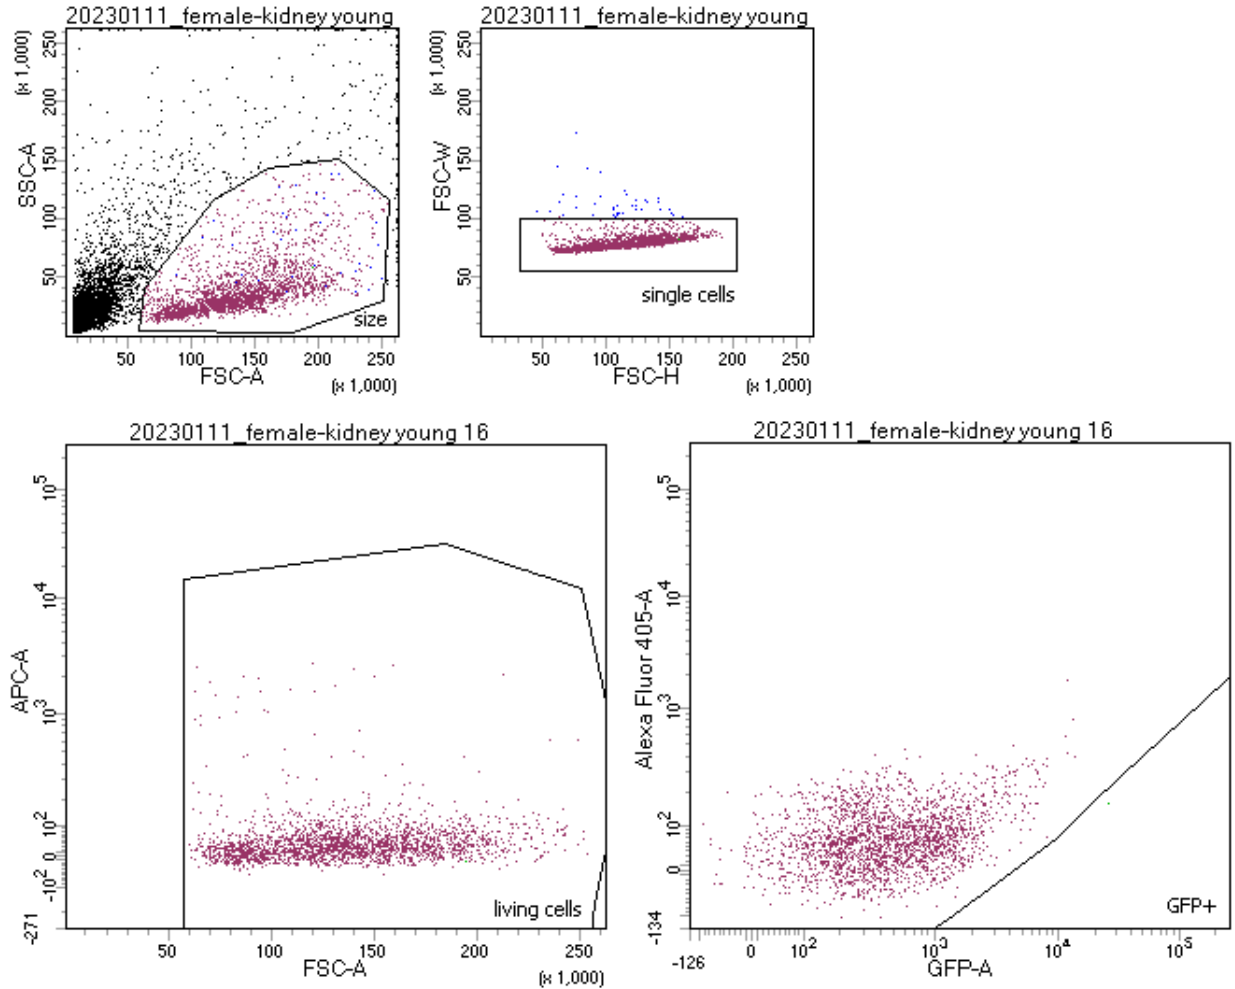 20230111_female-kidney young
(x 1,000)
250
200
150
100
50
SSC-A
size
50 100 150 200 250
FSC-A
(x 1,000)
20230111_female-kidney young
(x 1,000)
250
200
150
100
50
FSC-W
single cells
50 100 150 200 250
FSC-H
(x 1,000)
20230111_female-kidney young 16
10^5
10^4
10^3
10^2
0
-10^2
-271
APC-A
living cells
50 100 150 200 250
FSC-A
(x 1,000)
20230111_female-kidney young 16
10^5
10^4
10^3
10^2
0
-134
Alexa Fluor 405-A
GFP+
-126 0 10^2 10^3 10^4 10^5
GFP-A